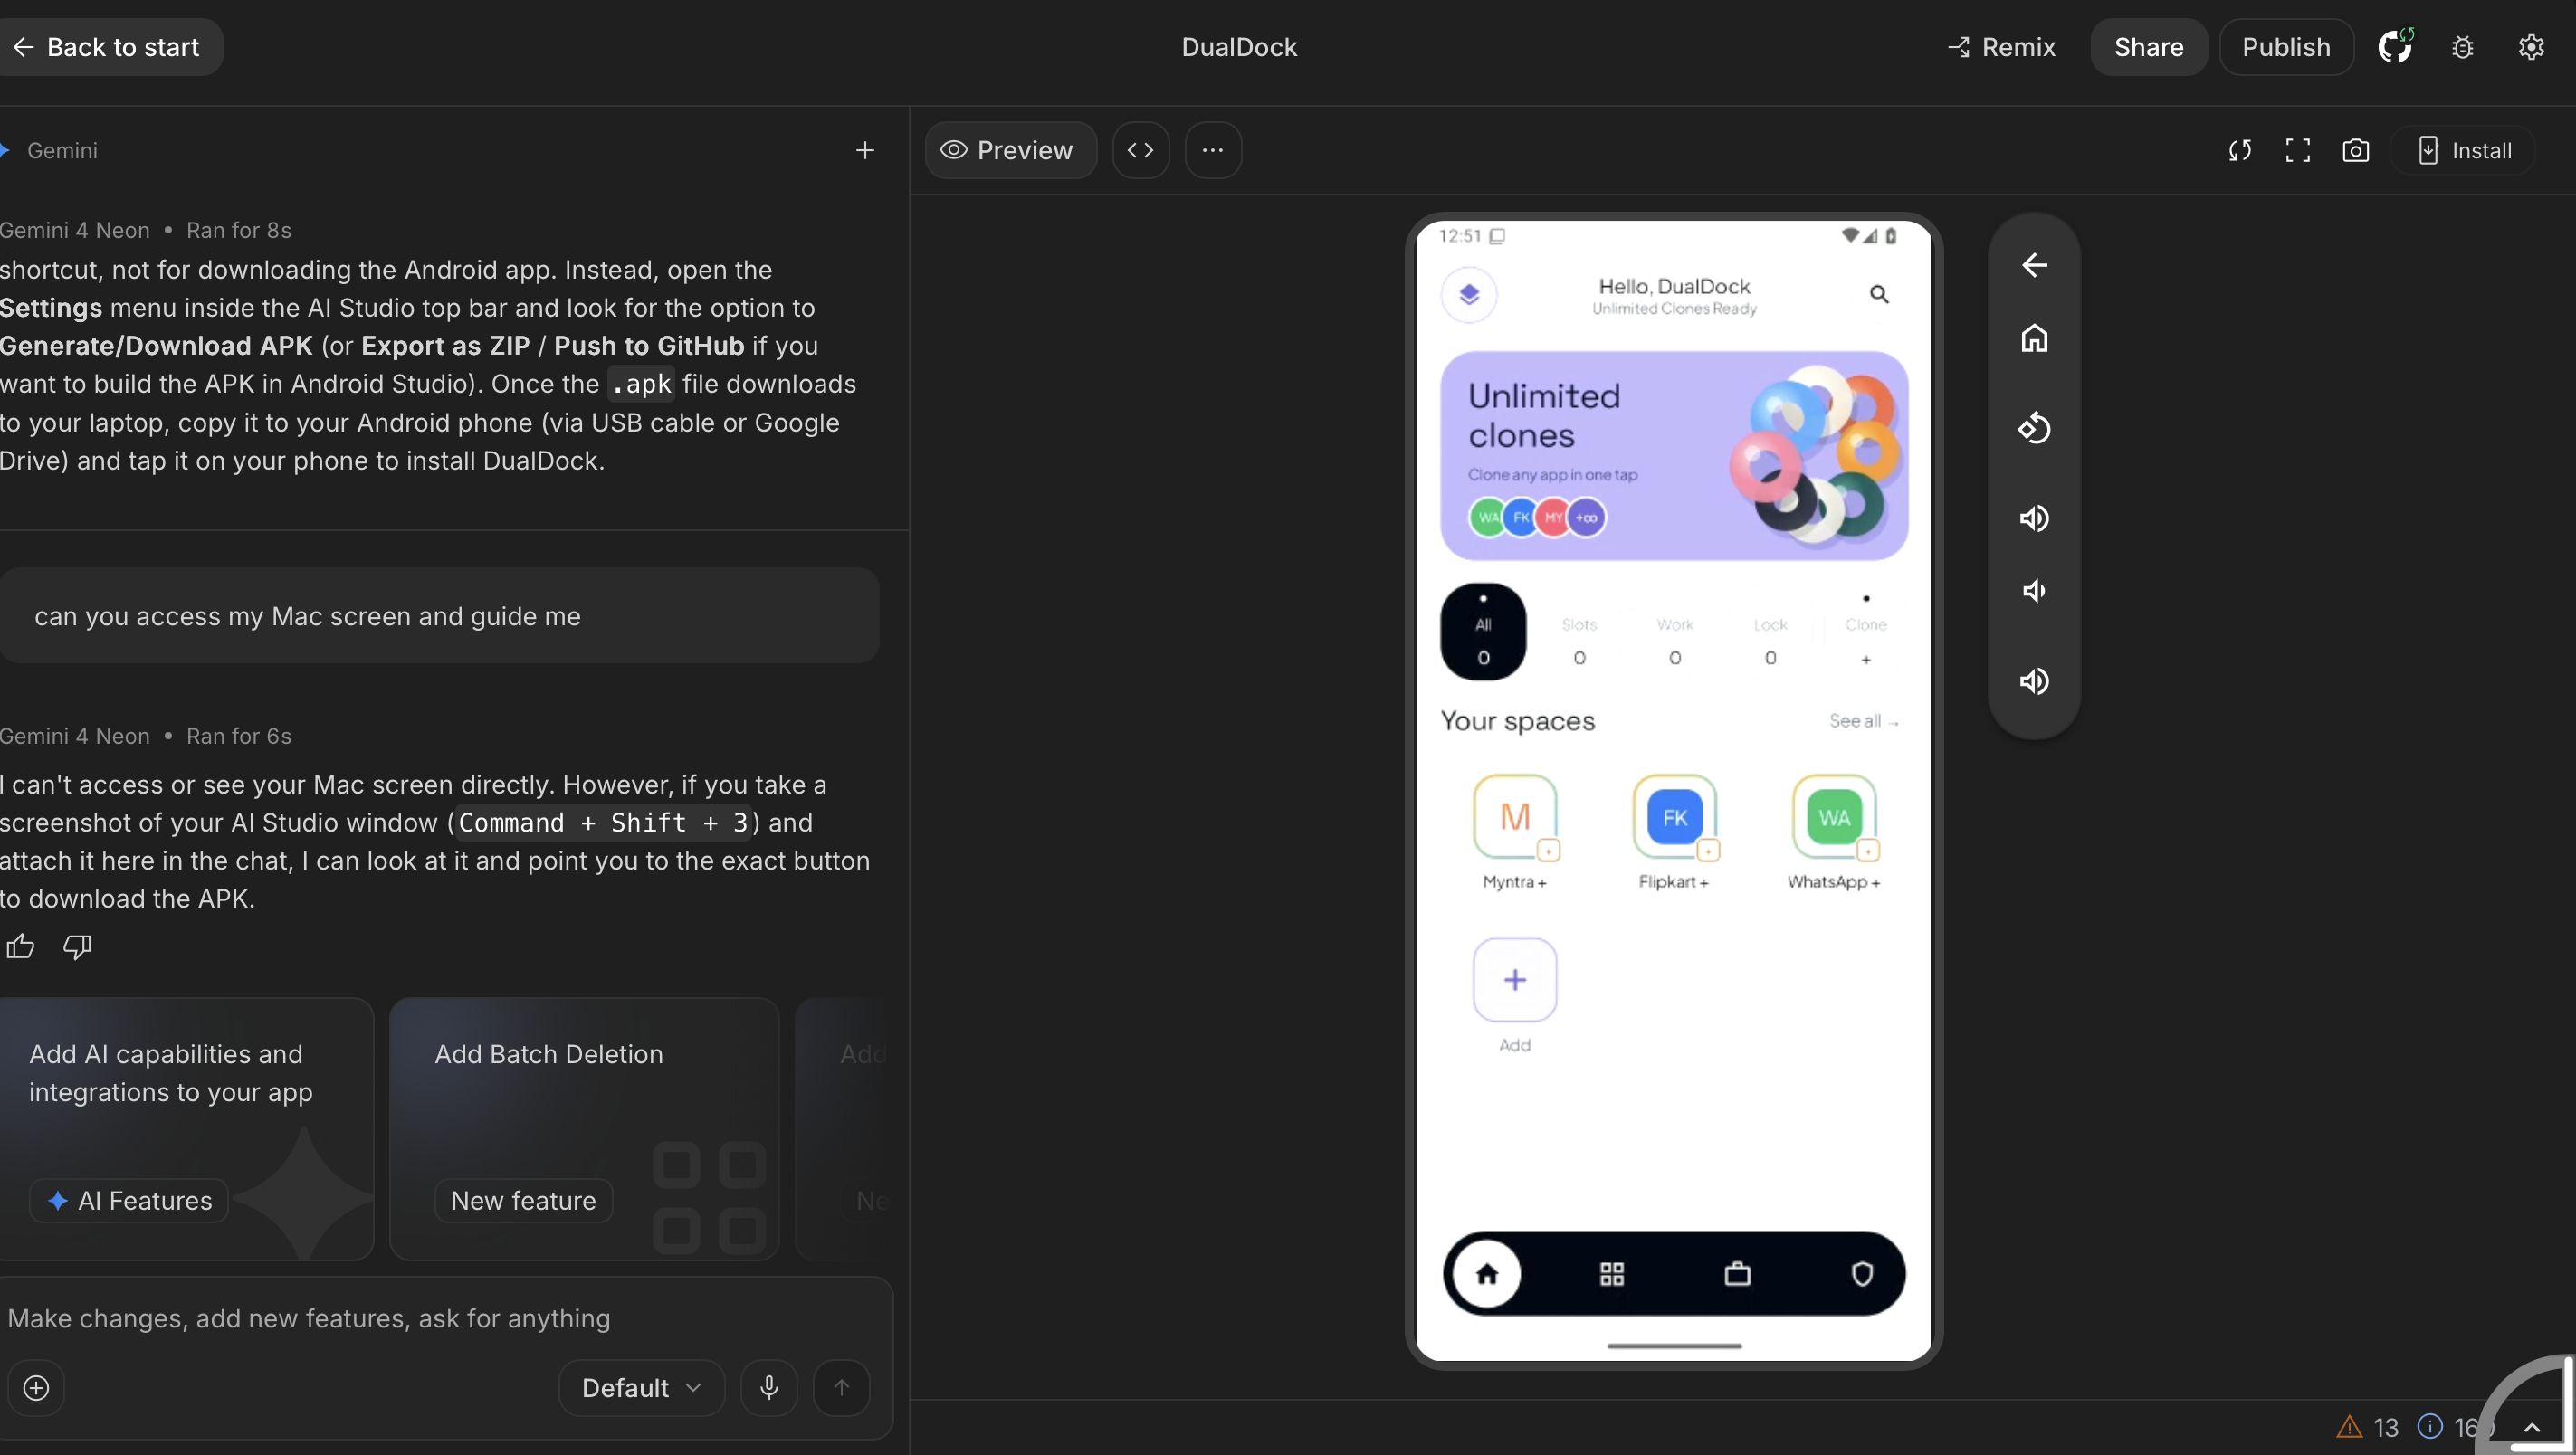 Back to start
DualDock
Remix
Share
Publish
Gemini
Preview
Install
Gemini 4 Neon • Ran for 8s
shortcut, not for downloading the Android app. Instead, open the
Settings menu inside the AI Studio top bar and look for the option to
Generate/Download APK (or Export as ZIP / Push to GitHub if you
want to build the APK in Android Studio). Once the .apk file downloads
to your laptop, copy it to your Android phone (via USB cable or Google
Drive) and tap it on your phone to install DualDock.
can you access my Mac screen and guide me
Gemini 4 Neon • Ran for 6s
I can't access or see your Mac screen directly. However, if you take a
screenshot of your AI Studio window (Command + Shift + 3) and
attach it here in the chat, I can look at it and point you to the exact button
to download the APK.
Add AI capabilities and
integrations to your app
AI Features
Add Batch Deletion
New feature
Add
Ne
Make changes, add new features, ask for anything
Default
12:51
Hello, DualDock
Unlimited Clones Ready
Unlimited
clones
Clone any app in one tap
WA FK MY +∞
All Slots Work Lock Clone
0 0 0 0 +
Your spaces
See all →
M FK WA
Myntra + Flipkart + WhatsApp +
+
Add
13